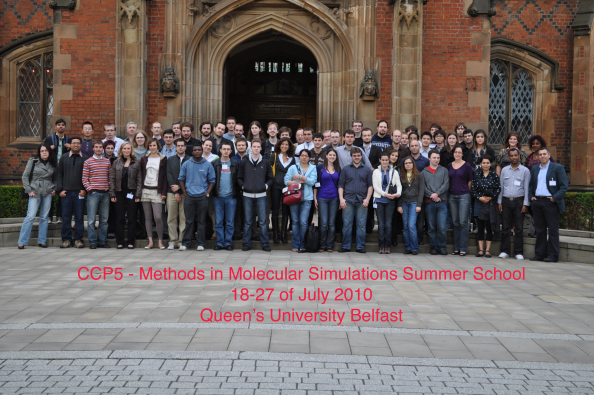 CCP5 - Methods in Molecular Simulations Summer School
18-27 of July 2010
Queen's University Belfast